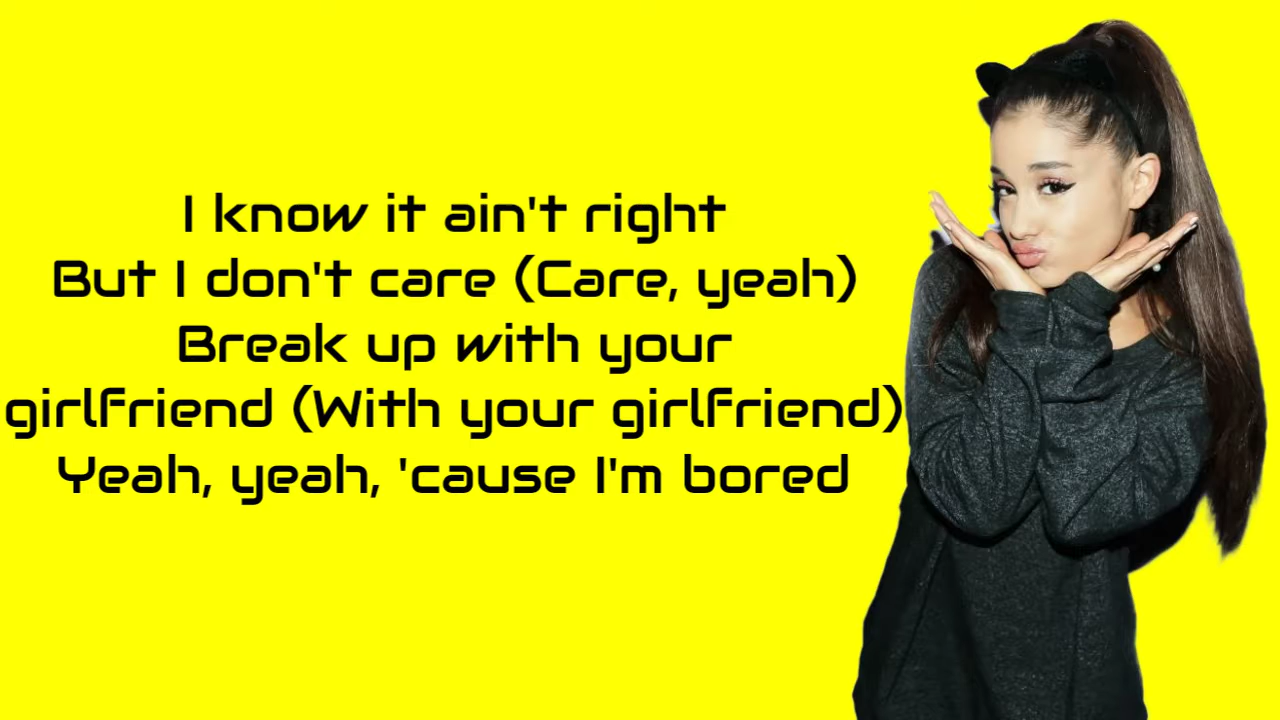 I know it ain't right
But I don't care (Care, yeah)
Break up with your
girlfriend (With your girlfriend)
Yeah, yeah, 'cause I'm bored